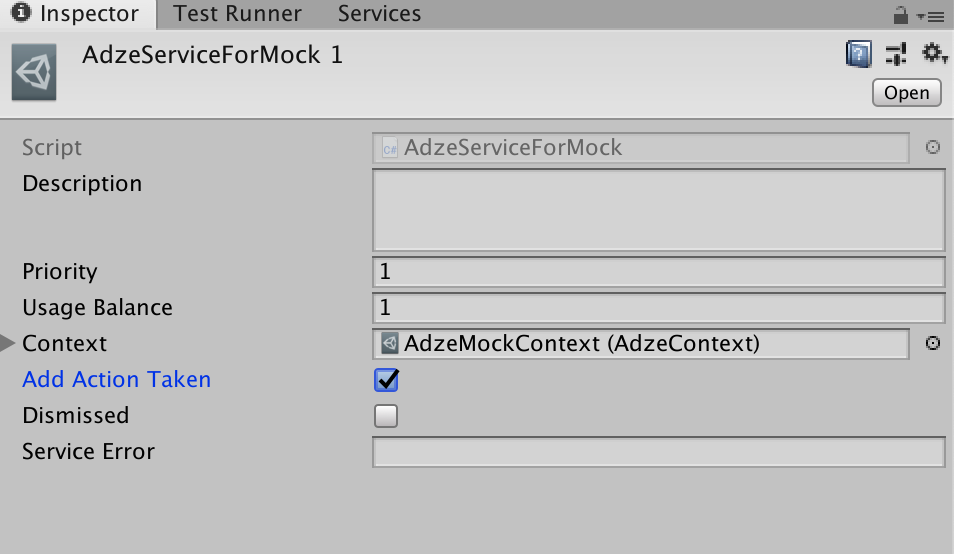 Inspector Test Runner Services
AdzeServiceForMock 1
Open
Script C# AdzeServiceForMock
Description
Priority 1
Usage Balance 1
Context AdzeMockContext (AdzeContext)
Add Action Taken
Dismissed
Service Error